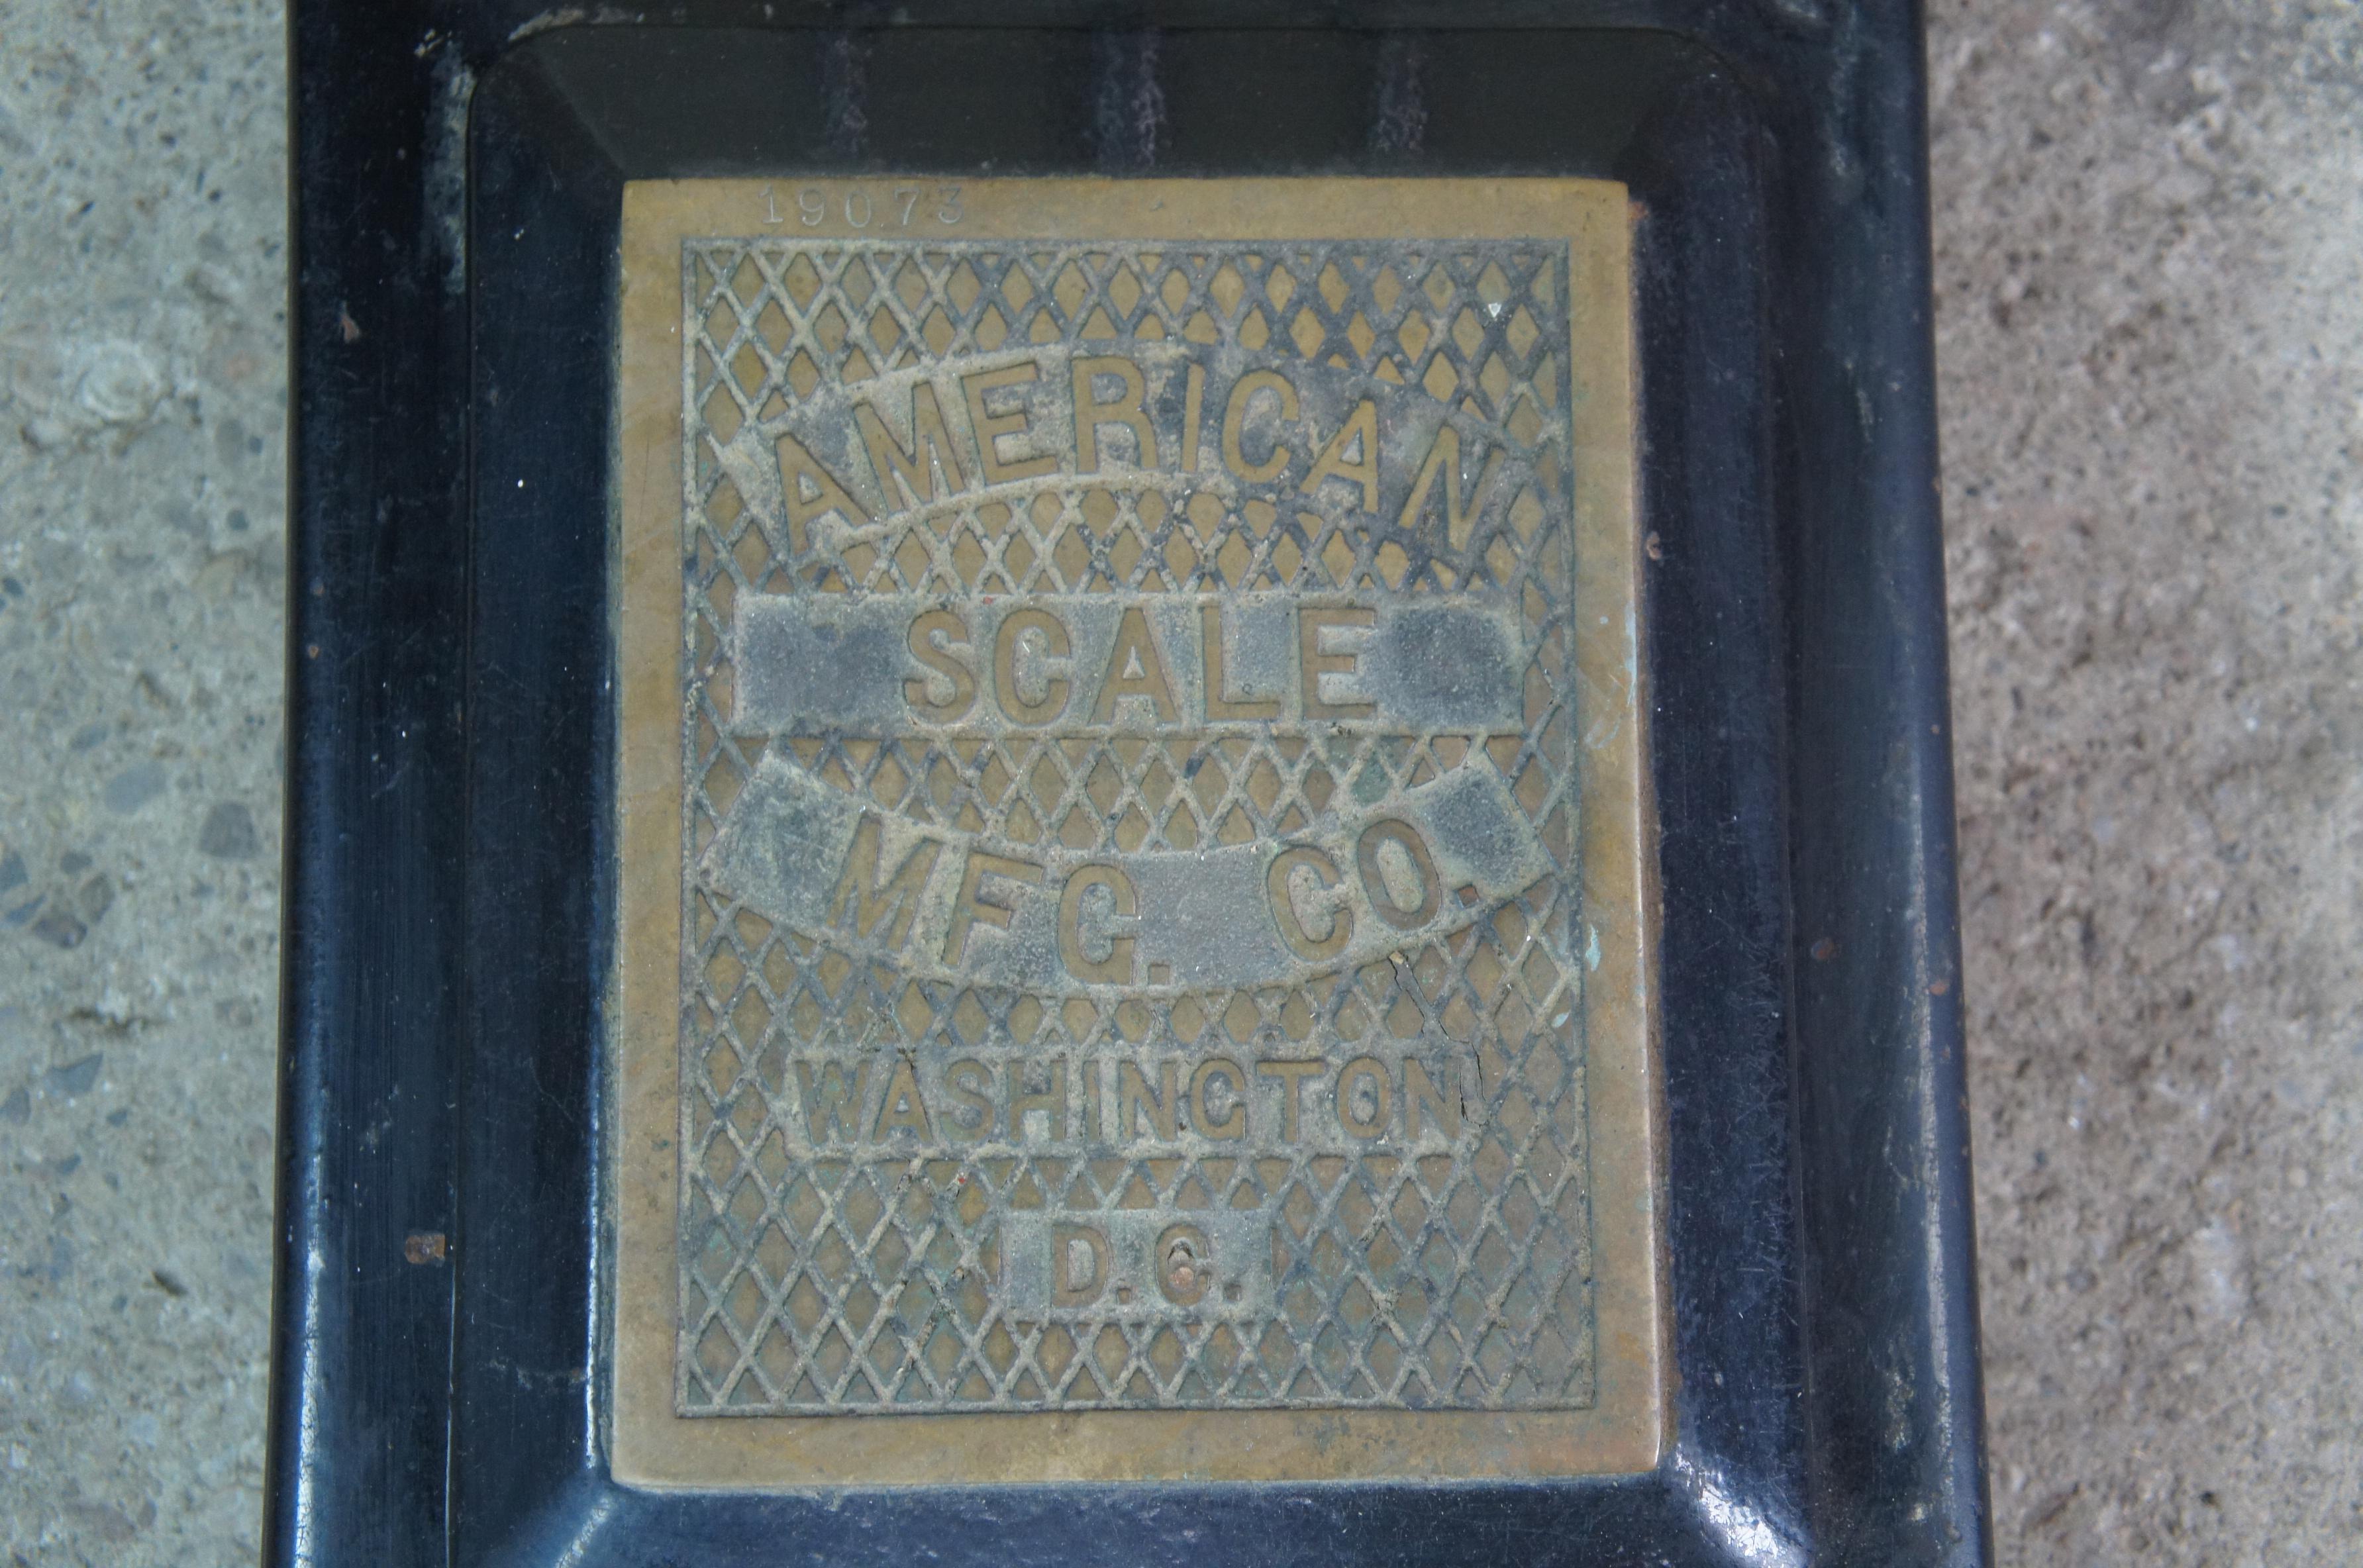 19073
AMERICAN
SCALE
MFG. CO.
WASHINGTON
D.C.